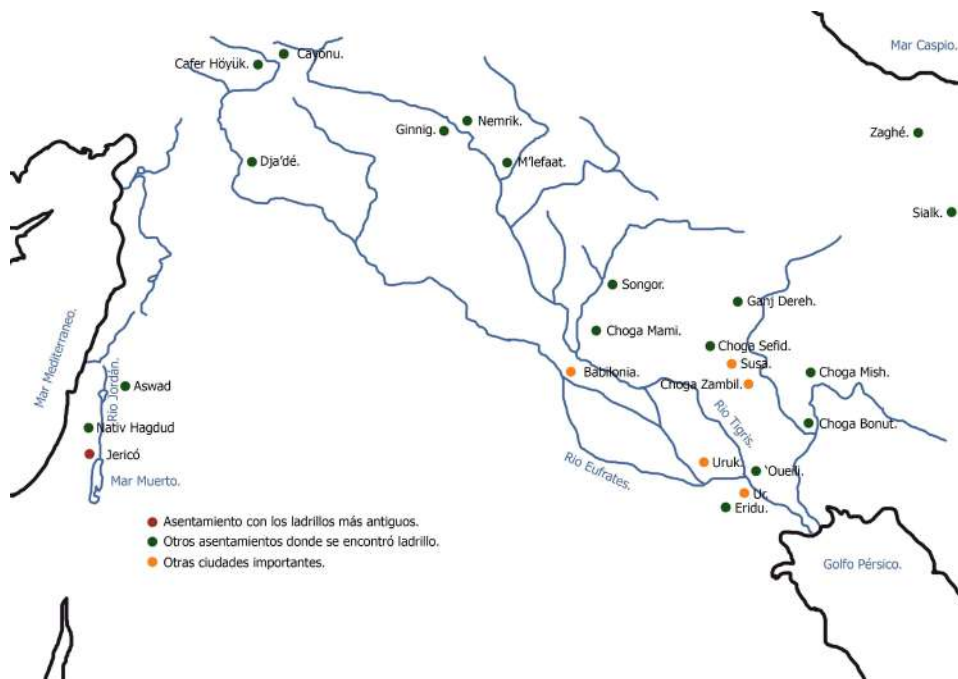 Mar Caspio.
Cayonu.
Cafer Höyük.
Nemrik.
Ginnig.
Zaghé.
Dja'dé.
M'lefaat.
Sialk.
Songor.
Ganj Dereh.
Mar Mediterraneo.
Choga Mami.
Choga Sefid.
Susa.
Babilonia.
Choga Mish.
Choga Zambil.
Río Jordán.
Aswad
Rio Tigris.
Nativ Hagdud
Choga Bonut.
Jericó
Uruk.
'Oueili.
Rio Eufrates.
Mar Muerto.
Ur.
Eridu.
Asentamiento con los ladrillos más antiguos.
Otros asentamientos donde se encontró ladrillo.
Otras ciudades importantes.
Golfo Pérsico.